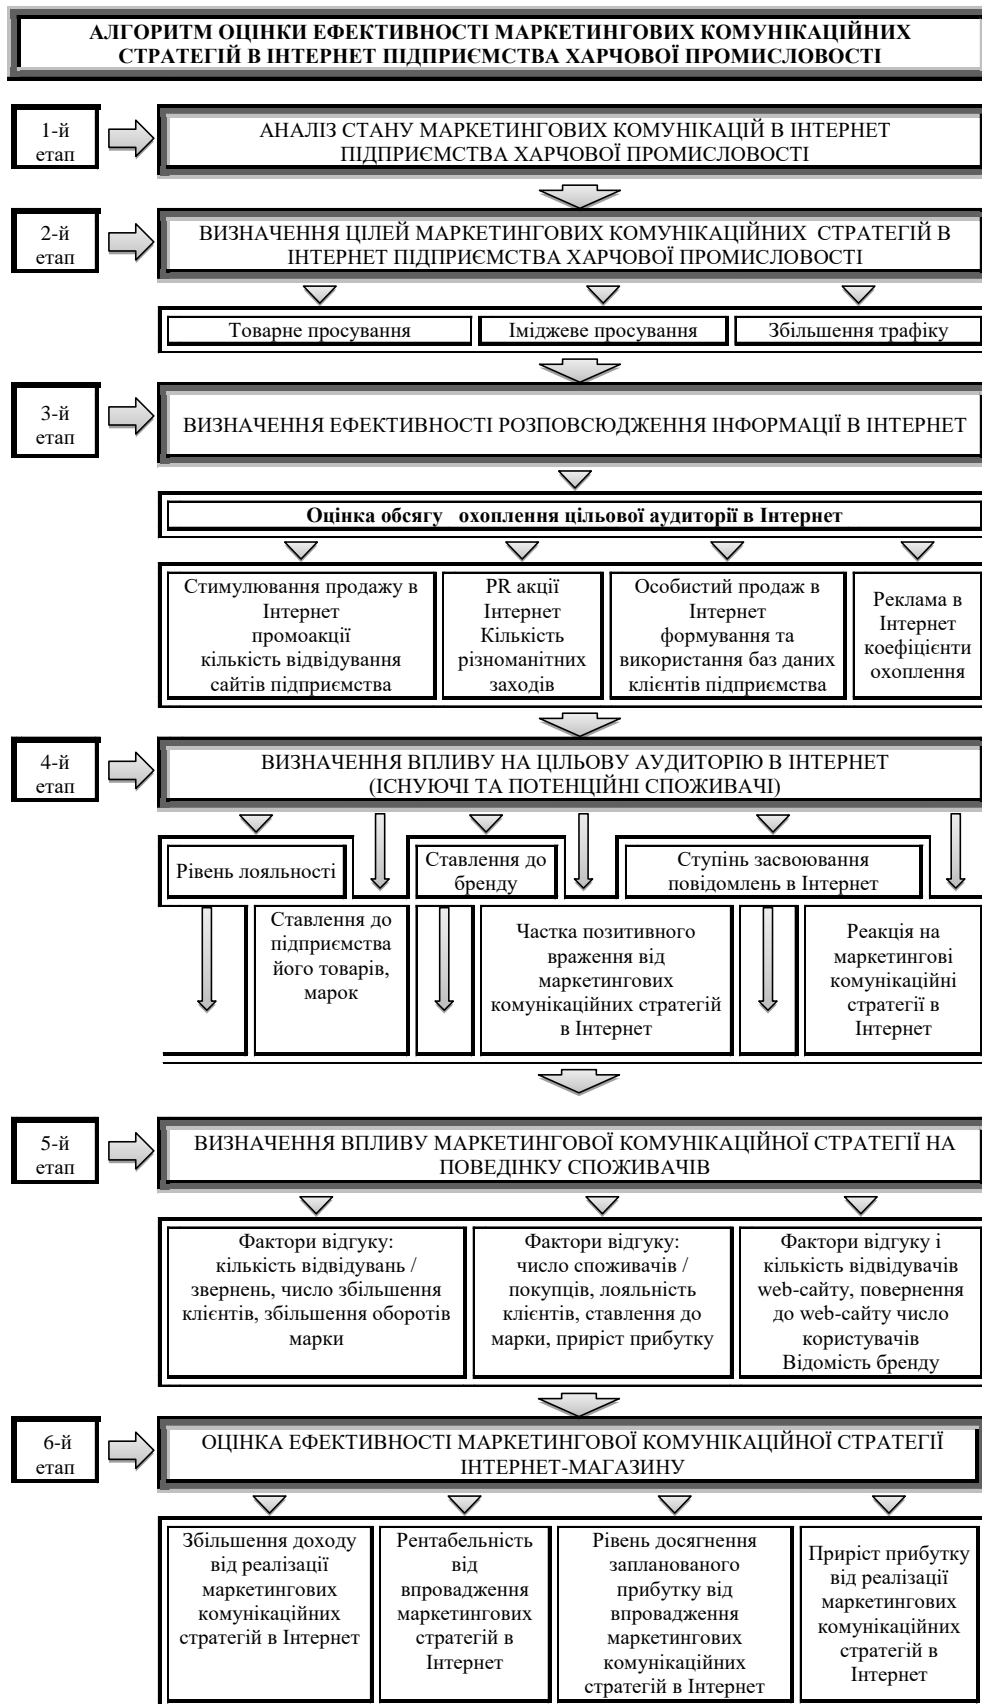 АЛГОРИТМ ОЦІНКИ ЕФЕКТИВНОСТІ МАРКЕТИНГОВИХ КОМУНІКАЦІЙНИХ
СТРАТЕГІЙ В ІНТЕРНЕТ ПІДПРИЄМСТВА ХАРЧОВОЇ ПРОМИСЛОВОСТІ
1-й
етап
АНАЛІЗ СТАНУ МАРКЕТИНГОВИХ КОМУНІКАЦІЙ В ІНТЕРНЕТ
ПІДПРИЄМСТВА ХАРЧОВОЇ ПРОМИСЛОВОСТІ
2-й
етап
ВИЗНАЧЕННЯ ЦІЛЕЙ МАРКЕТИНГОВИХ КОМУНІКАЦІЙНИХ СТРАТЕГІЙ В
ІНТЕРНЕТ ПІДПРИЄМСТВА ХАРЧОВОЇ ПРОМИСЛОВОСТІ
Товарне просування
Іміджеве просування
Збільшення трафіку
3-й
етап
ВИЗНАЧЕННЯ ЕФЕКТИВНОСТІ РОЗПОВСЮДЖЕННЯ ІНФОРМАЦІЇ В ІНТЕРНЕТ
Оцінка обсягу охоплення цільової аудиторії в Інтернет
Стимулювання продажу в
Інтернет
промоакції
кількість відвідування
сайтів підприємства
PR акції
Інтернет
Кількість
різноманітних
заходів
Особистий продаж в
Інтернет
формування та
використання баз даних
клієнтів підприємства
Реклама в
Інтернет
коефіцієнти
охоплення
4-й
етап
ВИЗНАЧЕННЯ ВПЛИВУ НА ЦІЛЬОВУ АУДИТОРІЮ В ІНТЕРНЕТ
(ІСНУЮЧІ ТА ПОТЕНЦІЙНІ СПОЖИВАЧІ)
Рівень лояльності
Ставлення до
бренду
Ступінь засвоювання
повідомлень в Інтернет
Ставлення до
підприємства
його товарів,
марок
Частка позитивного
враження від
маркетингових
комунікаційних стратегій
в Інтернет
Реакція на
маркетингові
комунікаційні
стратегії в
Інтернет
5-й
етап
ВИЗНАЧЕННЯ ВПЛИВУ МАРКЕТИНГОВОЇ КОМУНІКАЦІЙНОЇ СТРАТЕГІЇ НА
ПОВЕДІНКУ СПОЖИВАЧІВ
Фактори відгуку:
кількість відвідувань /
звернень, число збільшення
клієнтів, збільшення оборотів
марки
Фактори відгуку:
число споживачів /
покупців, лояльність
клієнтів, ставлення до
марки, приріст прибутку
Фактори відгуку і
кількість відвідувачів
web-сайту, повернення
до web-сайту число
користувачів
Відомість бренду
6-й
етап
ОЦІНКА ЕФЕКТИВНОСТІ МАРКЕТИНГОВОЇ КОМУНІКАЦІЙНОЇ СТРАТЕГІЇ
ІНТЕРНЕТ-МАГАЗИНУ
Збільшення доходу
від реалізації
маркетингових
комунікаційних
стратегій в Інтернет
Рентабельність
від
впровадження
маркетингових
стратегій в
Інтернет
Рівень досягнення
запланованого
прибутку від
впровадження
маркетингових
комунікаційних
стратегій в Інтернет
Приріст прибутку
від реалізації
маркетингових
комунікаційних
стратегій в
Інтернет